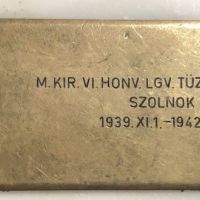 M. KIR. VI. HONV. LGV. TÜZ
SZOLNOK
1939. XI. 1. – 1942